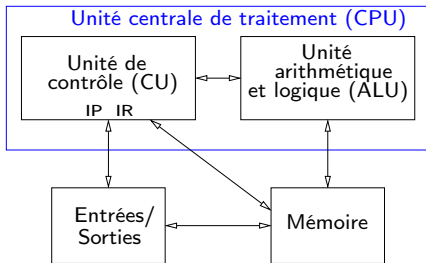 Unité centrale de traitement (CPU)
Unité de
contrôle (CU)
IP IR
Unité
arithmétique
et logique (ALU)
Entrées/
Sorties
Mémoire